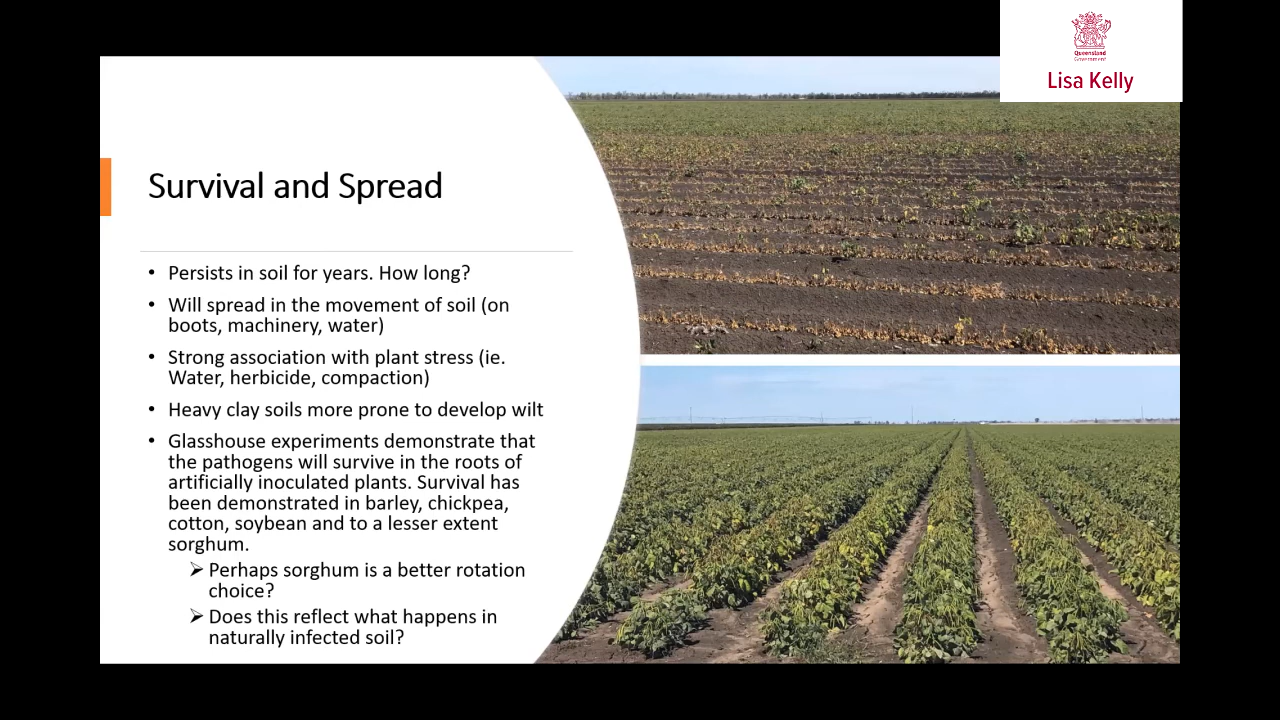 Queensland
Government
Lisa Kelly
Survival and Spread
• Persists in soil for years. How long?
• Will spread in the movement of soil (on
boots, machinery, water)
• Strong association with plant stress (ie.
Water, herbicide, compaction)
• Heavy clay soils more prone to develop wilt
• Glasshouse experiments demonstrate that
the pathogens will survive in the roots of
artificially inoculated plants. Survival has
been demonstrated in barley, chickpea,
cotton, soybean and to a lesser extent
sorghum.
➢ Perhaps sorghum is a better rotation
choice?
➢ Does this reflect what happens in
naturally infected soil?